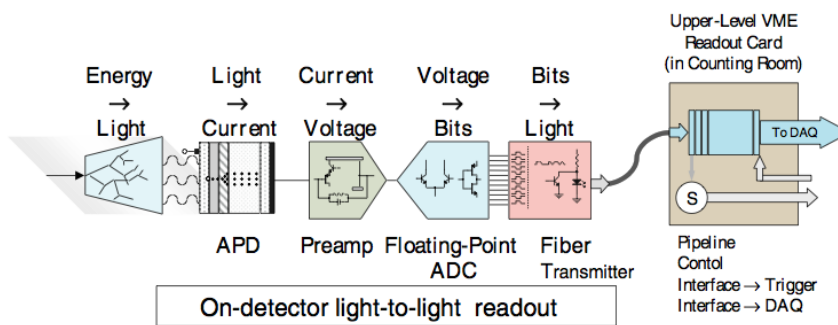 Energy
→
Light
Light
→
Current
Current
→
Voltage
Voltage
→
Bits
Bits
→
Light
Upper-Level VME
Readout Card
(in Counting Room)
To DAQ
S
APD
Preamp
Floating-Point
ADC
Fiber
Transmitter
Pipeline
Contol
Interface → Trigger
Interface → DAQ
On-detector light-to-light readout